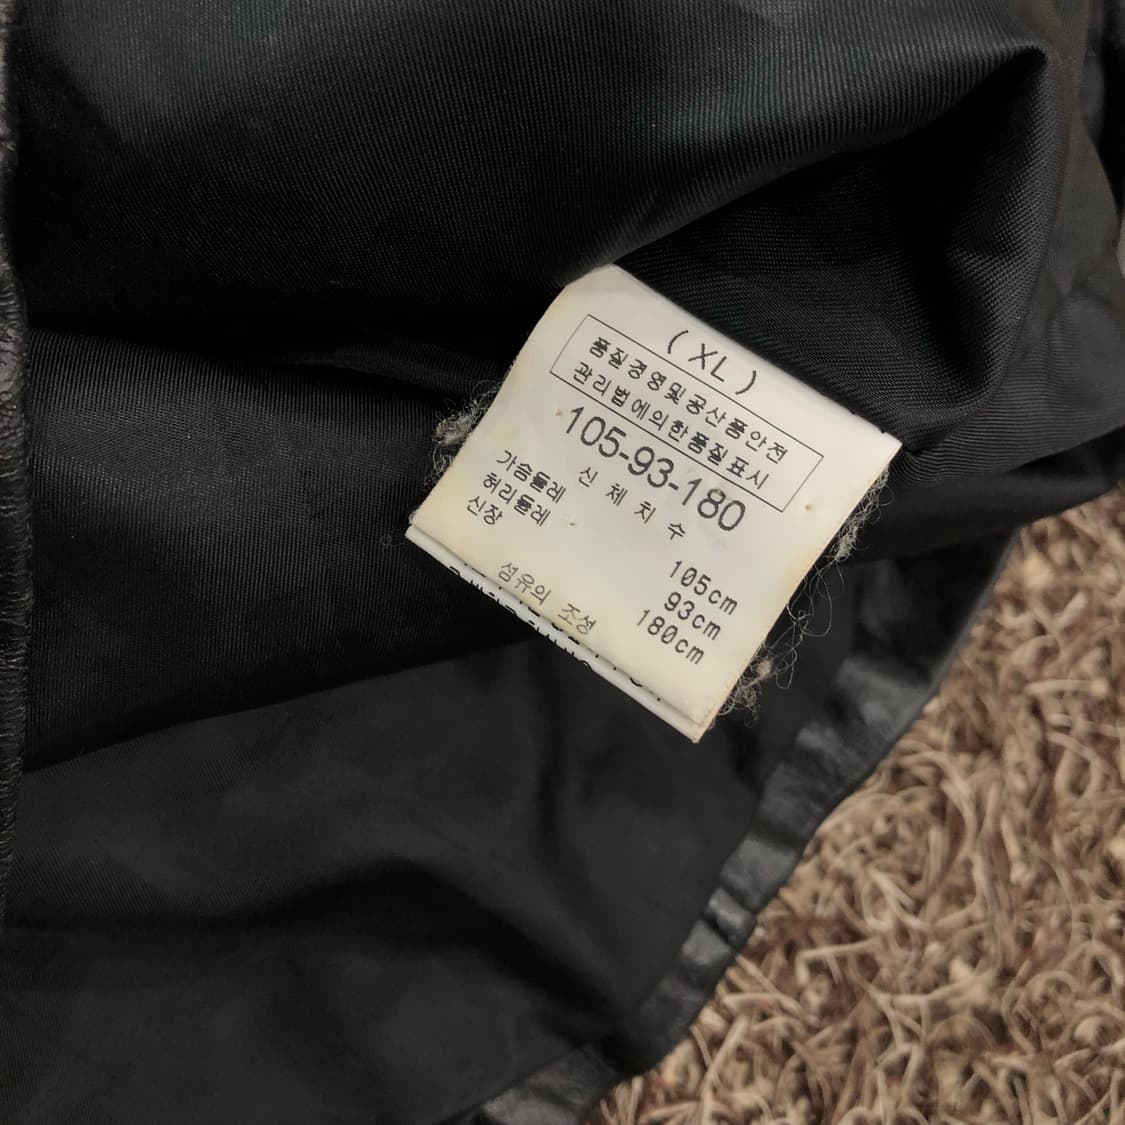 ( XL )
품질경영및공산품안전
관리법에의한품질표시
105-93-180
신 체 치 수
가슴둘레 105cm
허리둘레 93cm
신장 180cm
섬유의 조성